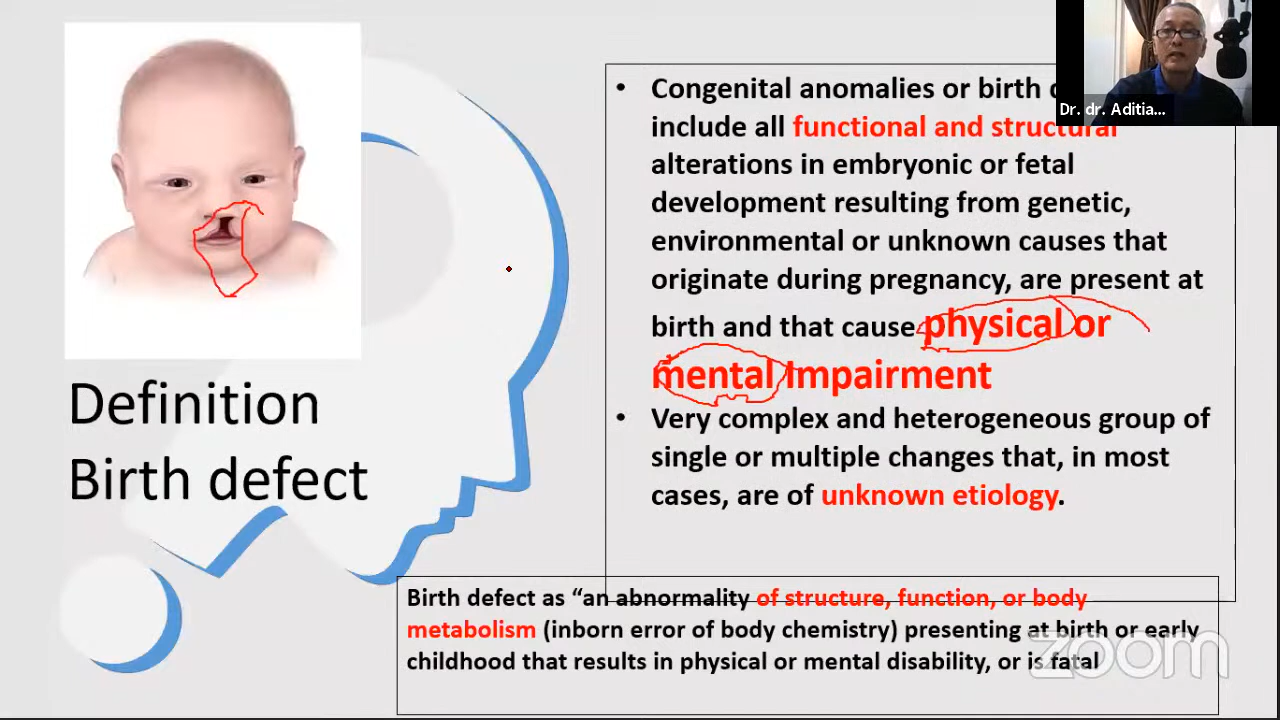 Dr. dr. Aditia...
Definition
Birth defect
• Congenital anomalies or birth
include all functional and structural
alterations in embryonic or fetal
development resulting from genetic,
environmental or unknown causes that
originate during pregnancy, are present at
birth and that cause physical or
mental Impairment
• Very complex and heterogeneous group of
single or multiple changes that, in most
cases, are of unknown etiology.
Birth defect as “an abnormality of structure, function, or body
metabolism (inborn error of body chemistry) presenting at birth or early
childhood that results in physical or mental disability, or is fatal
zoom